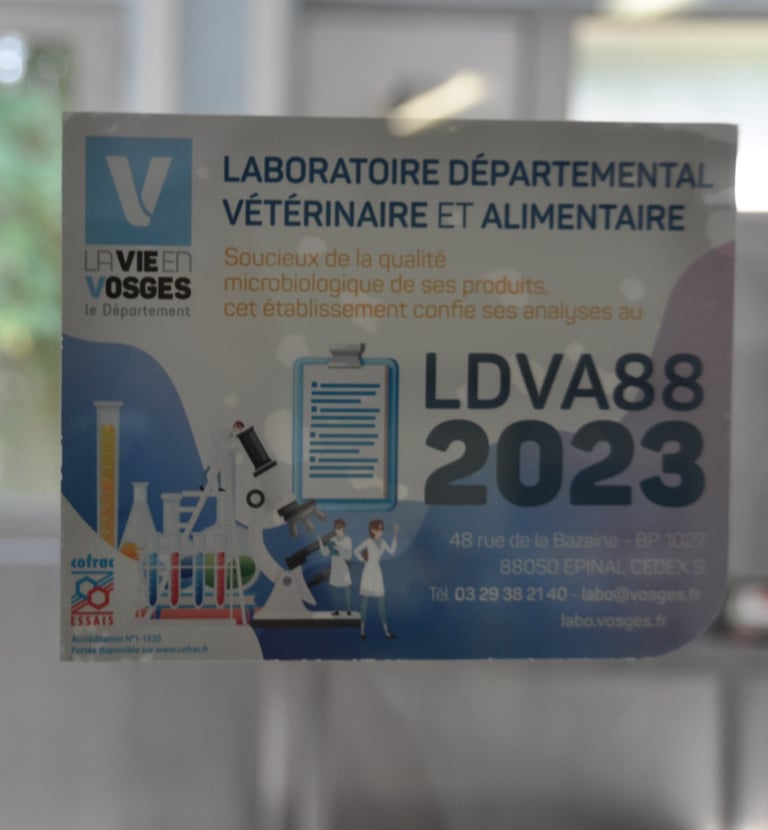 V
LA VIE EN
VOSGES
le Département
LABORATOIRE DÉPARTEMENTAL
VÉTÉRINAIRE ET ALIMENTAIRE
Soucieux de la qualité
microbiologique de ses produits,
cet établissement confie ses analyses au
LDVA88
2023
48 rue de la Bazaine - BP 1027
88050 EPINAL CEDEX 9
Tél. 03 29 38 21 40 - labo@vosges.fr
labo.vosges.fr
cofrac
ESSAIS
Accréditation N°1-1520
Portée disponible sur www.cofrac.fr